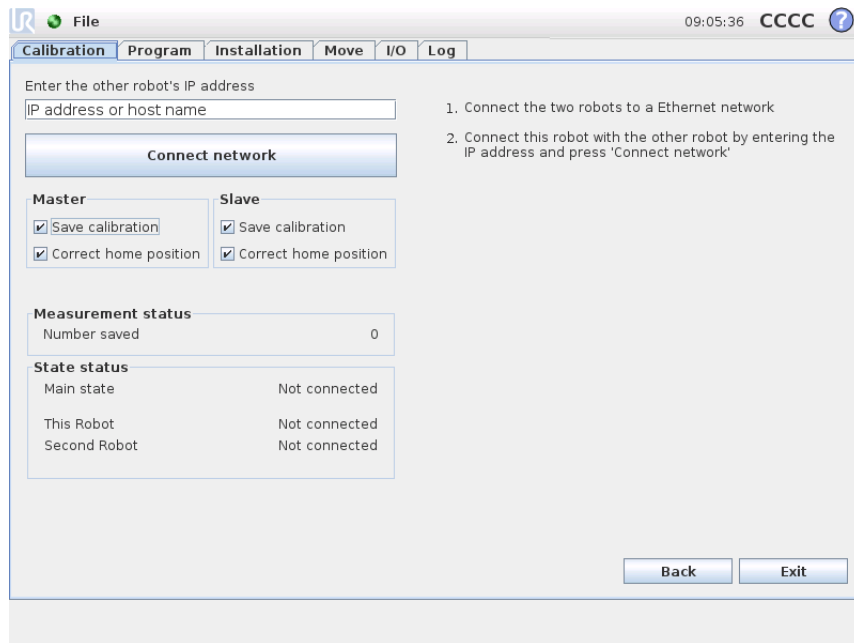 UR File 09:05:36 CCCC ?
Calibration Program Installation Move I/O Log
Enter the other robot's IP address
IP address or host name
Connect network
1. Connect the two robots to a Ethernet network
2. Connect this robot with the other robot by entering the
IP address and press 'Connect network'
Master
Save calibration
Correct home position
Slave
Save calibration
Correct home position
Measurement status
Number saved 0
State status
Main state Not connected
This Robot Not connected
Second Robot Not connected
Back Exit